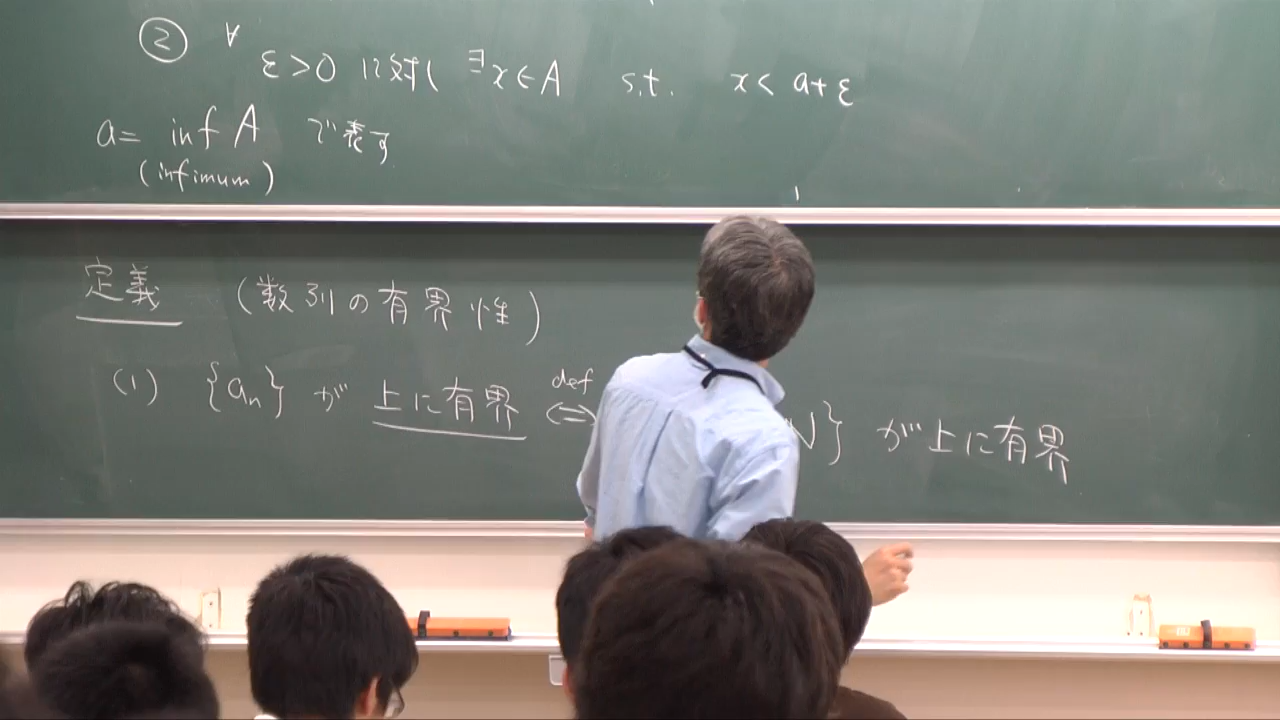 ② ∀ε>0 に対し ∃x∈A s.t. x < a+ε
a = inf A で表す
(infimum)
定義 (数列の有界性)
(1) {an} が 上に有界 def ⇔ N} が上に有界